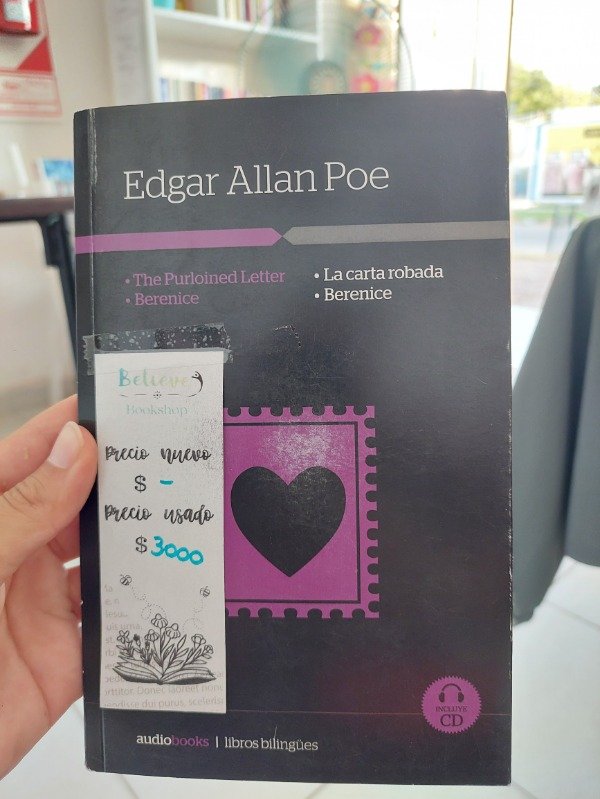 Edgar Allan Poe
• The Purloined Letter
• Berenice
• La carta robada
• Berenice
Believe
Bookshop
Precio nuevo
$ -
Precio usado
$3000
INCLUYE
CD
audiobooks | libros bilingües